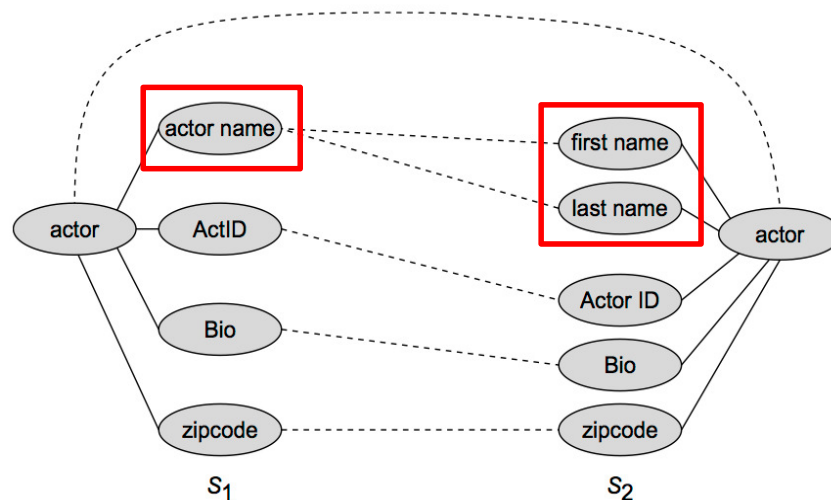 actor name
first name
last name
actor
ActID
actor
Actor ID
Bio
Bio
zipcode
zipcode
S1
S2